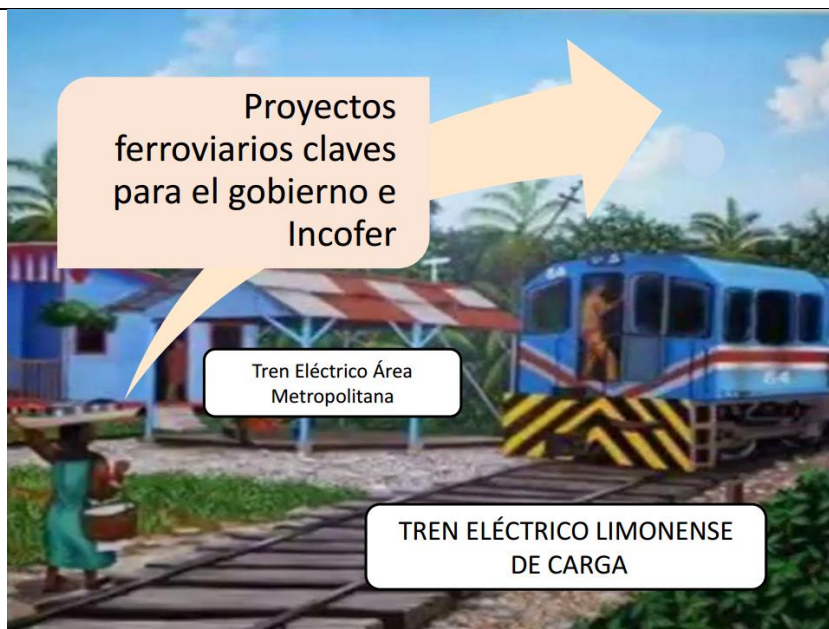 Proyectos
ferroviarios claves
para el gobierno e
Incofer
Tren Eléctrico Área
Metropolitana
TREN ELÉCTRICO LIMONENSE
DE CARGA